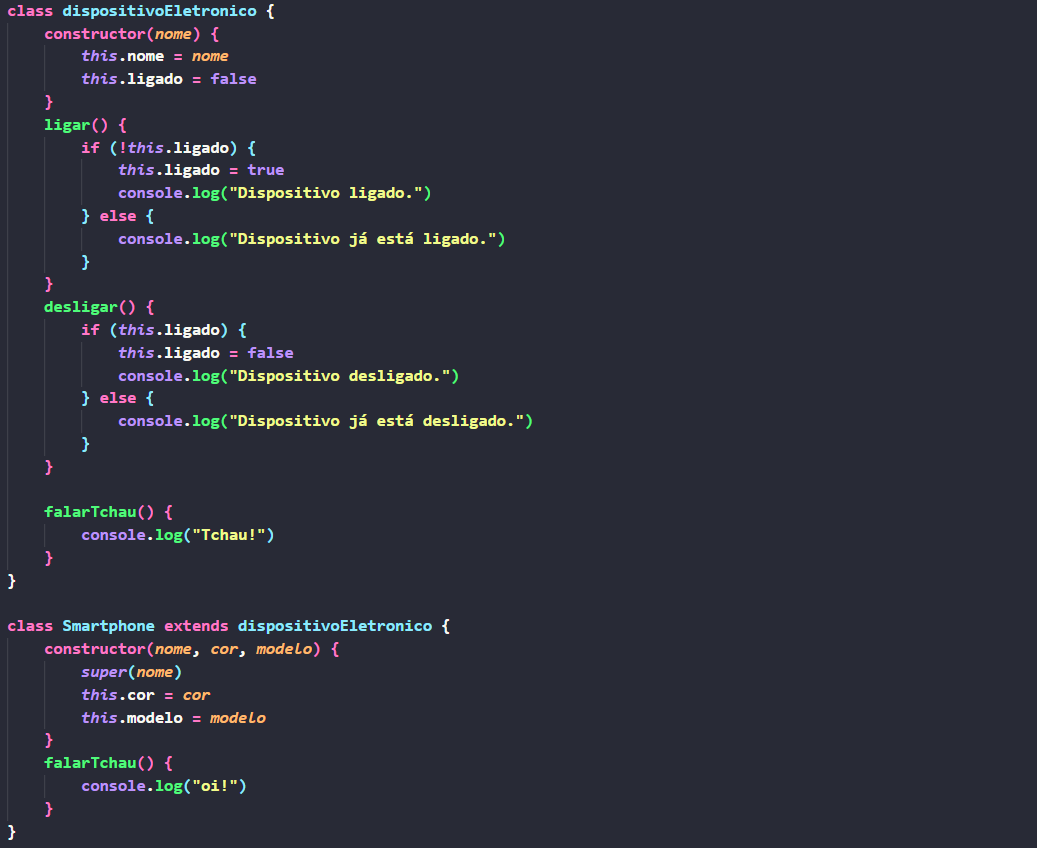 class dispositivoEletronico {
    constructor(nome) {
        this.nome = nome
        this.ligado = false
    }
    ligar() {
        if (!this.ligado) {
            this.ligado = true
            console.log("Dispositivo ligado.")
        } else {
            console.log("Dispositivo já está ligado.")
        }
    }
    desligar() {
        if (this.ligado) {
            this.ligado = false
            console.log("Dispositivo desligado.")
        } else {
            console.log("Dispositivo já está desligado.")
        }
    }

    falarTchau() {
        console.log("Tchau!")
    }
}

class Smartphone extends dispositivoEletronico {
    constructor(nome, cor, modelo) {
        super(nome)
        this.cor = cor
        this.modelo = modelo
    }
    falarTchau() {
        console.log("oi!")
    }
}